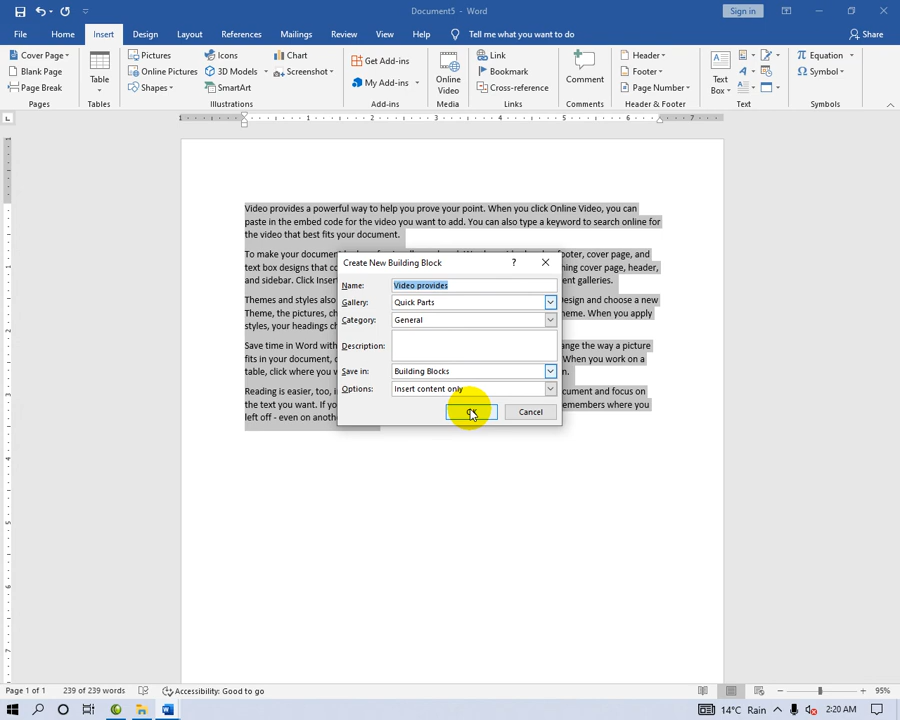 Document5 - Word
Sign in
File Home Insert Design Layout References Mailings Review View Help Tell me what you want to do Share
Cover Page
Blank Page
Page Break
Pages
Table
Tables
Pictures
Online Pictures
Shapes
Icons
3D Models
SmartArt
Chart
Screenshot
Illustrations
Get Add-ins
My Add-ins
Add-ins
Online
Video
Media
Link
Bookmark
Cross-reference
Links
Comment
Comments
Header
Footer
Page Number
Header & Footer
Text
Box
Text
Equation
Symbol
Symbols
Video provides a powerful way to help you prove your point. When you click Online Video, you can
paste in the embed code for the video you want to add. You can also type a keyword to search online for
the video that best fits your document.
To make your document
header, footer, cover page, and
text box designs that
cover page, header,
and sidebar. Click
galleries.
Themes and styles also
Design and choose a new
Theme, the pictures,
When you apply
styles, your headings
Save time in Word with
the way a picture
fits in your document,
When you work on a
table, click where you
Reading is easier, too,
and focus on
the text you want. If you
remembers where you
left off - even on
Create New Building Block
?
Name: Video provides
Gallery: Quick Parts
Category: General
Description:
Save in: Building Blocks
Options: Insert content only
OK Cancel
Page 1 of 1 239 of 239 words Accessibility: Good to go 95%
14°C Rain 2:20 AM